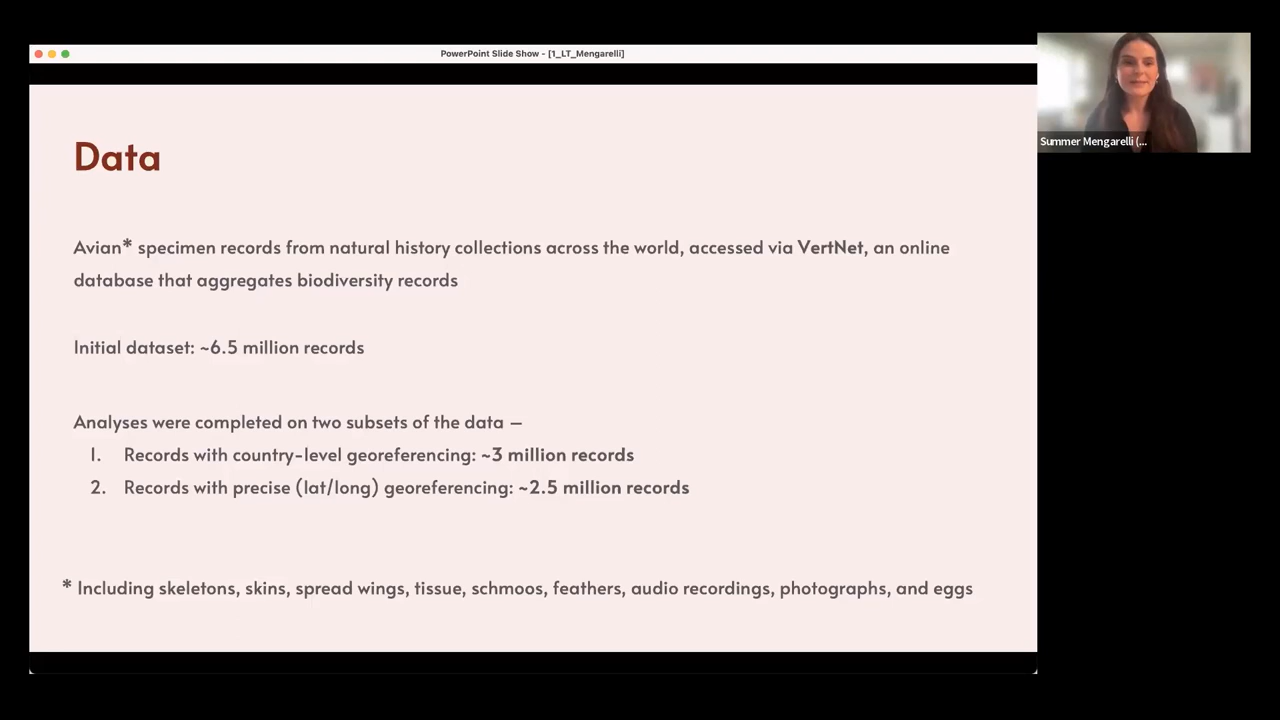 PowerPoint Slide Show - [1_LT_Mengarelli]
Summer Mengarelli (...
Data
Avian* specimen records from natural history collections across the world, accessed via VertNet, an online
database that aggregates biodiversity records
Initial dataset: ~6.5 million records
Analyses were completed on two subsets of the data –
1. Records with country-level georeferencing: ~3 million records
2. Records with precise (lat/long) georeferencing: ~2.5 million records
* Including skeletons, skins, spread wings, tissue, schmoos, feathers, audio recordings, photographs, and eggs